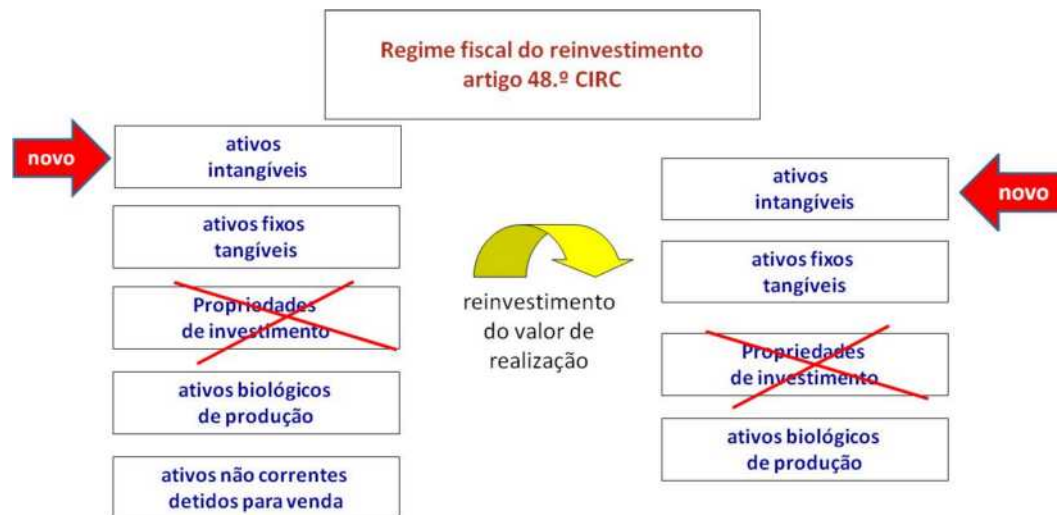 Regime fiscal do reinvestimento
artigo 48.º CIRC
novo
ativos
intangíveis
ativos fixos
tangíveis
Propriedades
de investimento
ativos biológicos
de produção
ativos não correntes
detidos para venda
reinvestimento
do valor de
realização
ativos
intangíveis
novo
ativos fixos
tangíveis
Propriedades
de investimento
ativos biológicos
de produção